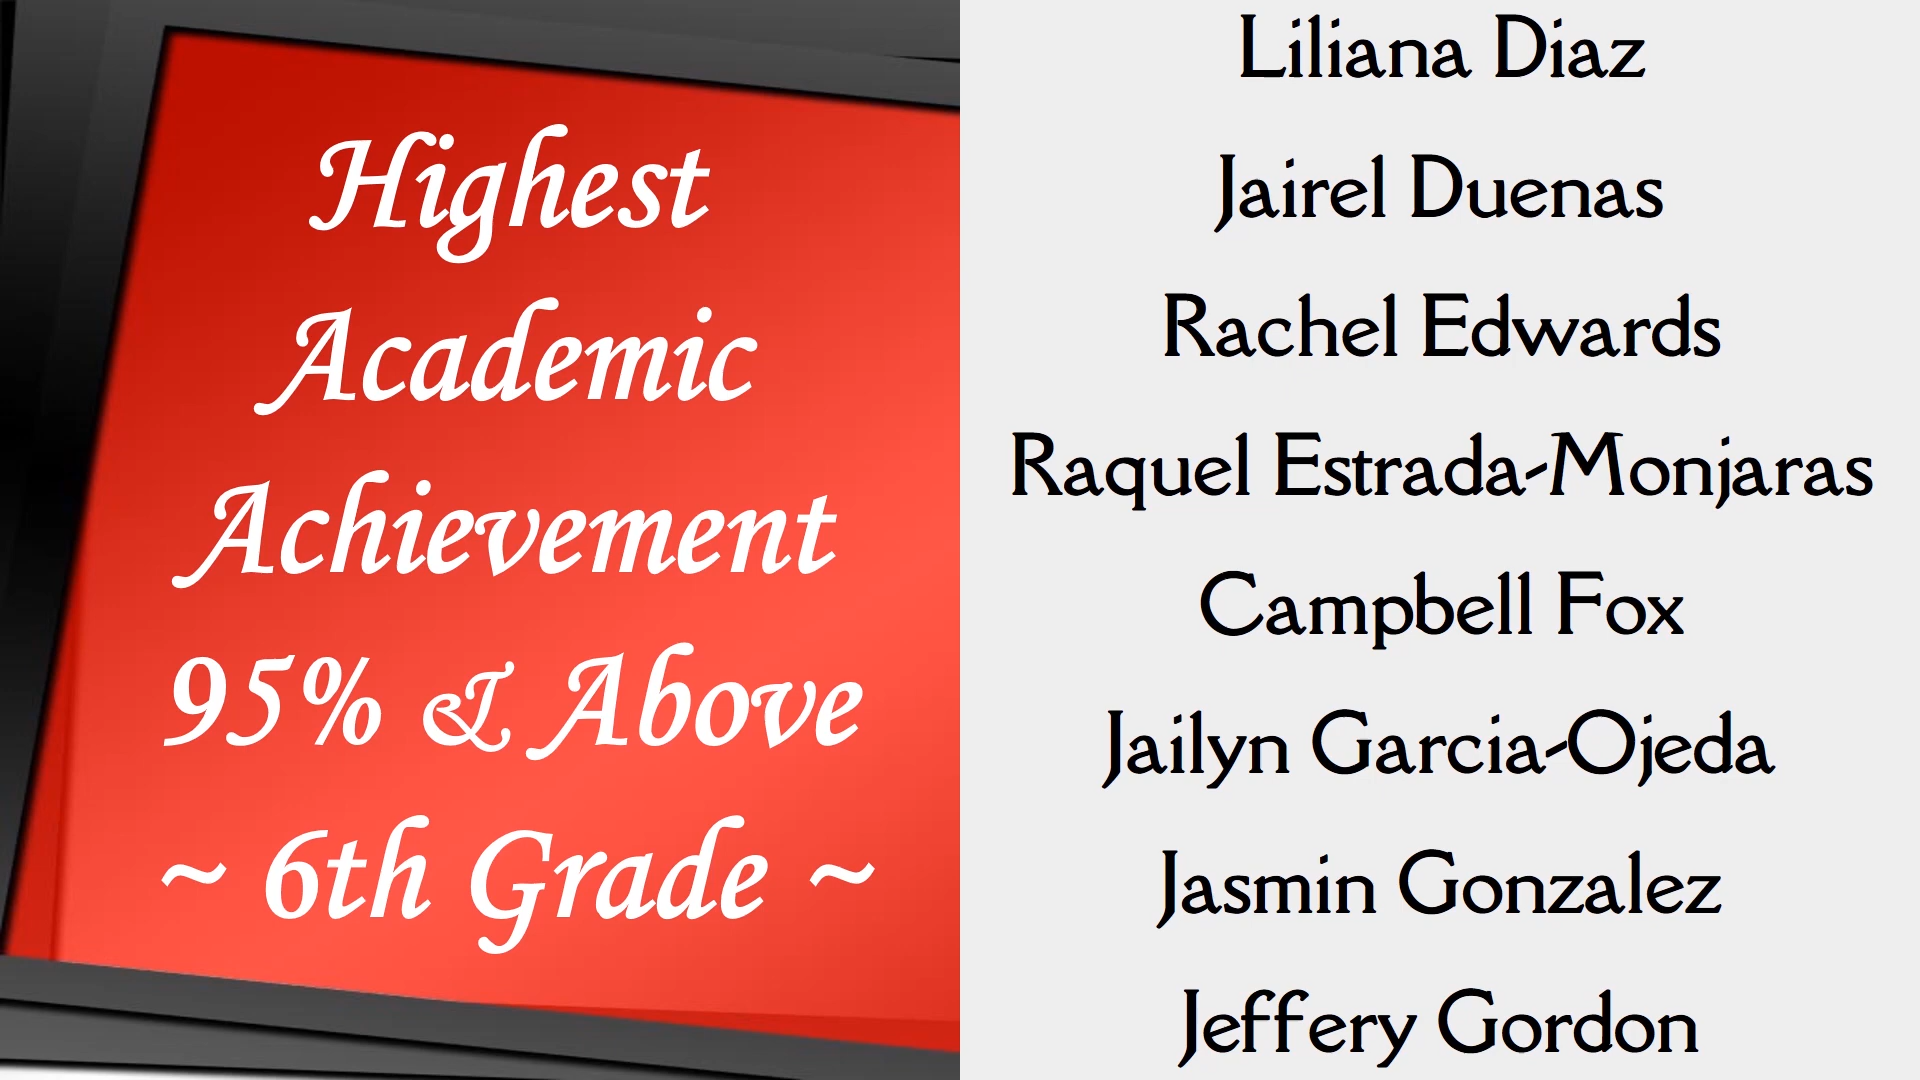 Highest
Academic
Achievement
95% & Above
~ 6th Grade ~
Liliana Diaz
Jairel Duenas
Rachel Edwards
Raquel Estrada-Monjaras
Campbell Fox
Jailyn Garcia-Ojeda
Jasmin Gonzalez
Jeffery Gordon